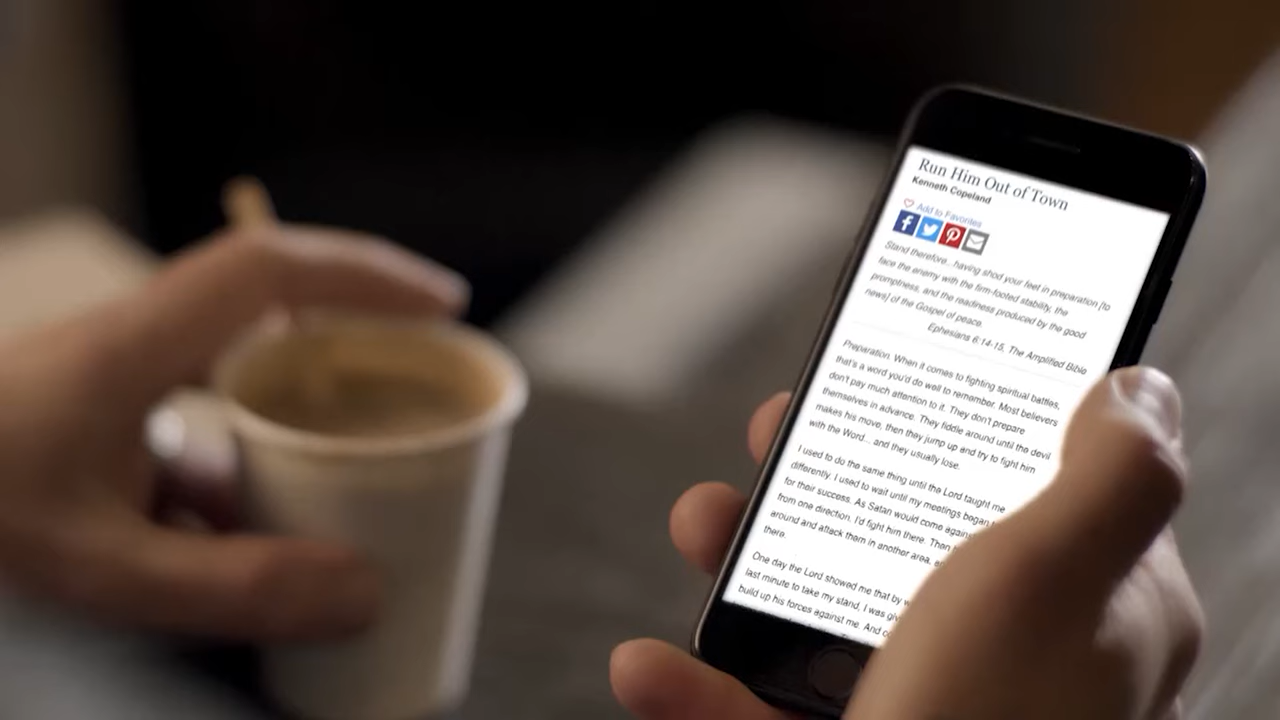 Run Him Out of Town
Kenneth Copeland
Add to Favorites
Stand therefore...having shod your feet in preparation [to
face the enemy with the firm-footed stability, the
promptness, and the readiness produced by the good
news] of the Gospel of peace.
Ephesians 6:14-15, The Amplified Bible
Preparation. When it comes to fighting spiritual battles,
that's a word you'd do well to remember. Most believers
don't pay much attention to it. They don't prepare
themselves in advance. They fiddle around until the devil
makes his move, then they jump up and try to fight him
with the Word... and they usually lose.
I used to do the same thing until the Lord taught me
differently. I used to wait until my meetings began
for their success. As Satan would come
from one direction, I'd fight him there.
around and attack them in another area,
there.
One day the Lord showed me that by
last minute to take my stand, I was
build up his forces against me. And